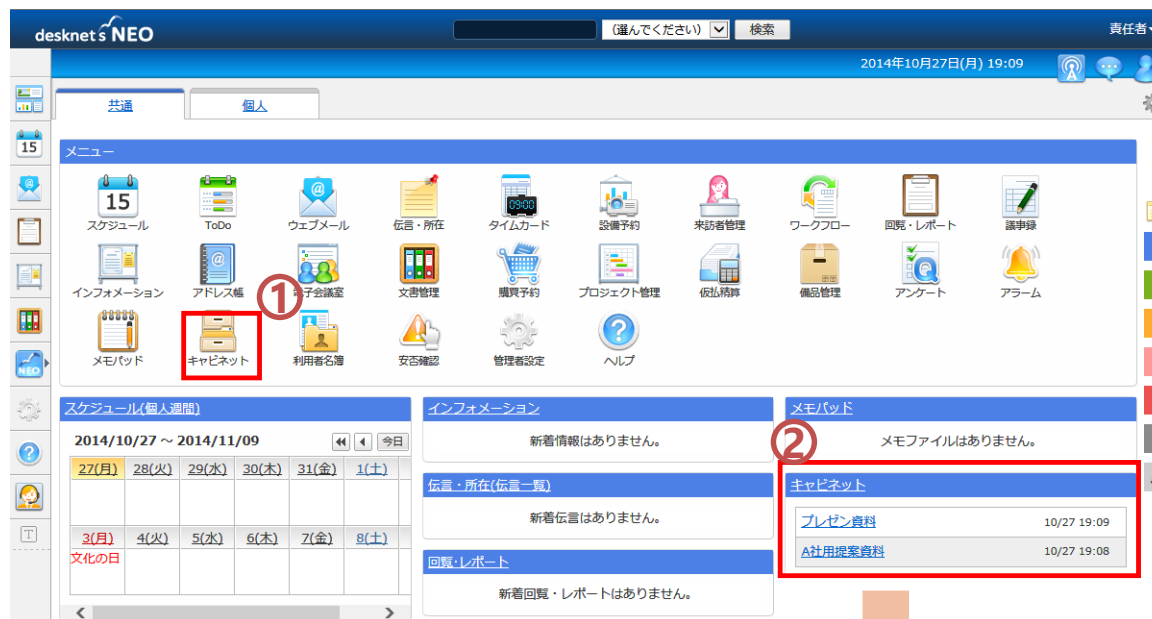 desknet's NEO
(選んでください) 検索 責任者
2014年10月27日(月) 19:09
共通 個人
メニュー
スケジュール ToDo ウェブメール 伝言・所在 タイムカード 設備予約 来訪者管理 ワークフロー 回覧・レポート 議事録
インフォメーション アドレス帳 電子会議室 文書管理 購買予約 プロジェクト管理 仮払精算 備品管理 アンケート アラーム
①
メモパッド キャビネット 利用者名簿 安否確認 管理者設定 ヘルプ
スケジュール(個人週間)
2014/10/27 ~ 2014/11/09 今日
27(月) 28(火) 29(水) 30(木) 31(金) 1(土)
3(月) 4(火) 5(水) 6(木) 7(金) 8(土)
文化の日
インフォメーション
新着情報はありません。
伝言・所在(伝言一覧)
新着伝言はありません。
回覧・レポート
新着回覧・レポートはありません。
メモパッド
メモファイルはありません。
②
キャビネット
プレゼン資料 10/27 19:09
A社用提案資料 10/27 19:08
15
NEO
T
15
09:00